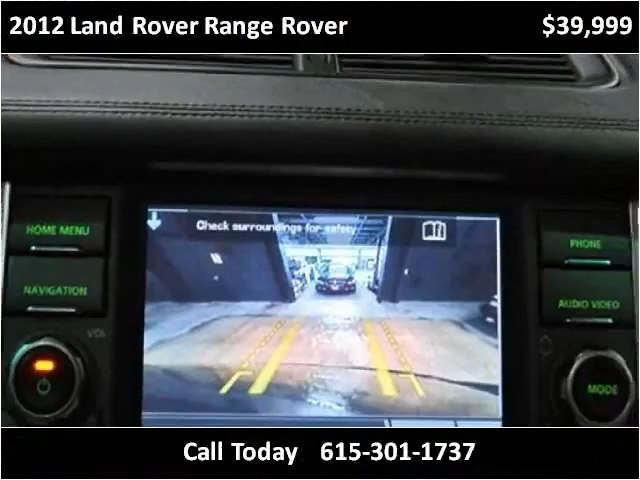 2012 Land Rover Range Rover $39,999
Check surroundings for safety
HOME MENU
PHONE
NAVIGATION
AUDIO VIDEO
VOL
MODE
Call Today 615-301-1737